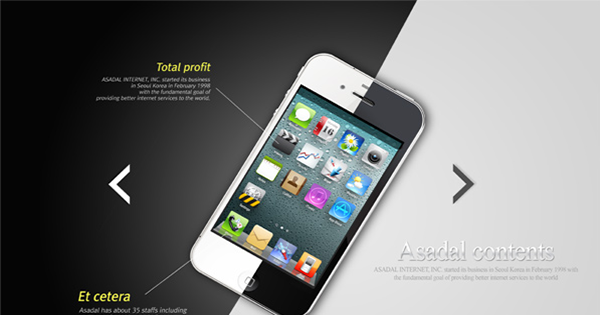 Total profit
ASADAL INTERNET, INC. started its business
in Seoul Korea in February 1998
with the fundamental goal of
providing better internet services to the world.
16
Asadal contents
ASADAL INTERNET, INC. started its business in Seoul Korea in February 1998 with
the fundamental goal of providing better internet services to the world
Et cetera
Asadal has about 35 staffs including